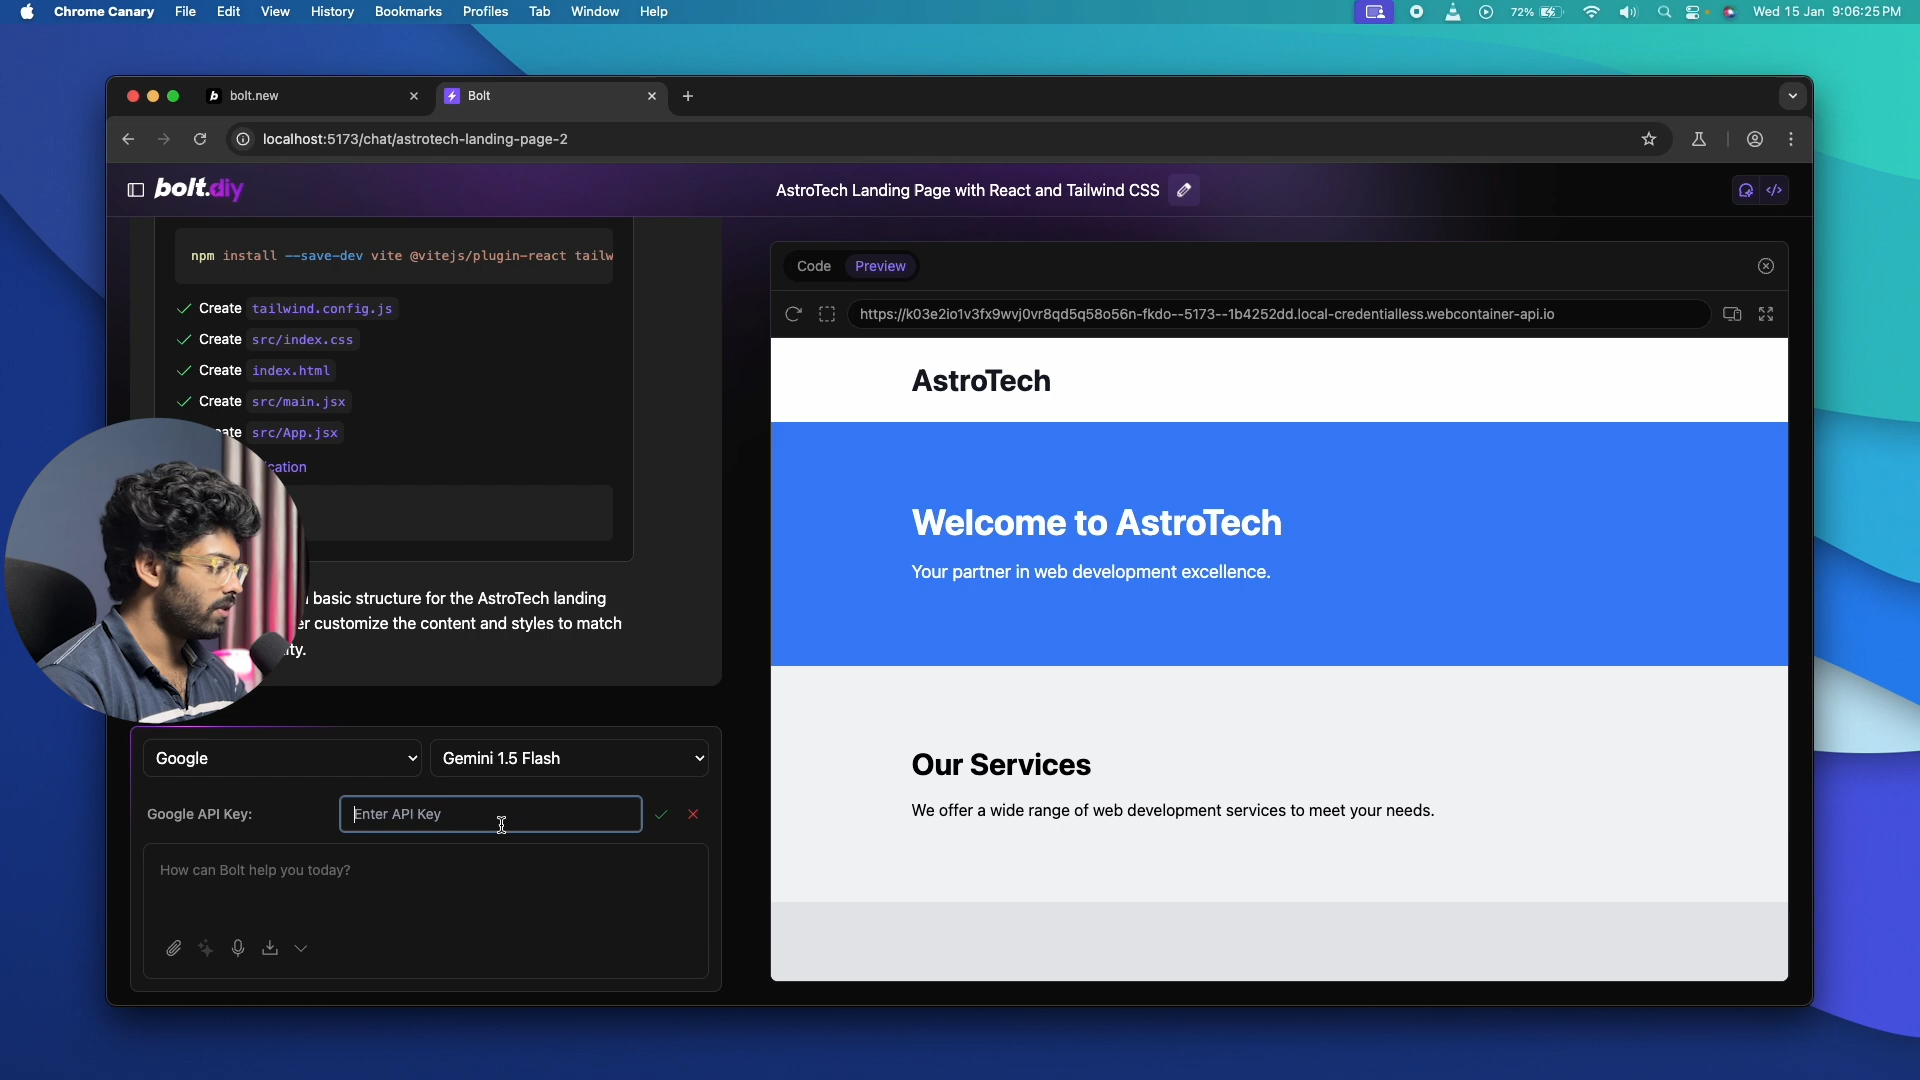 Chrome Canary File Edit View History Bookmarks Profiles Tab Window Help 72% Wed 15 Jan 9:06:25 PM
bolt.new Bolt
localhost:5173/chat/astrotech-landing-page-2
bolt.diy AstroTech Landing Page with React and Tailwind CSS
npm install --save-dev vite @vitejs/plugin-react tailw
Create tailwind.config.js
Create src/index.css
Create index.html
Create src/main.jsx
ate src/App.jsx
cation
basic structure for the AstroTech landing
er customize the content and styles to match
ity.
Google Gemini 1.5 Flash
Google API Key: Enter API Key
How can Bolt help you today?
Code Preview
https://k03e2io1v3fx9wvj0vr8qd5q58o56n-fkdo--5173--1b4252dd.local-credentialless.webcontainer-api.io
AstroTech
Welcome to AstroTech
Your partner in web development excellence.
Our Services
We offer a wide range of web development services to meet your needs.